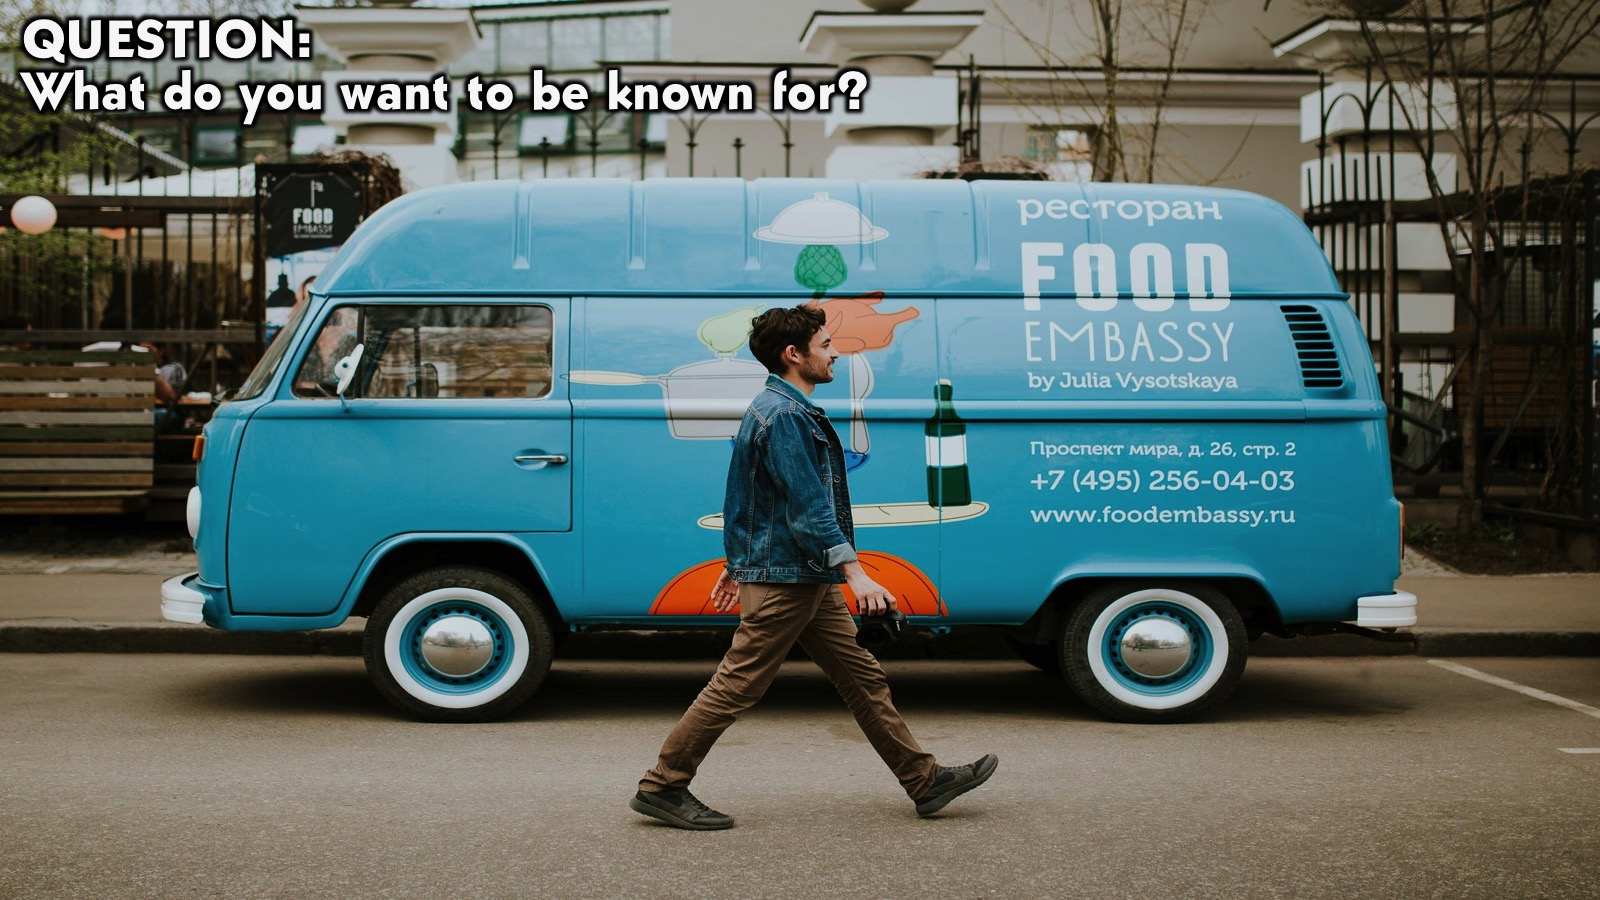 QUESTION:
What do you want to be known for?
FOOD
EMBASSY
ресторан
FOOD
EMBASSY
by Julia Vysotskaya
Проспект мира, д. 26, стр. 2
+7 (495) 256-04-03
www.foodembassy.ru